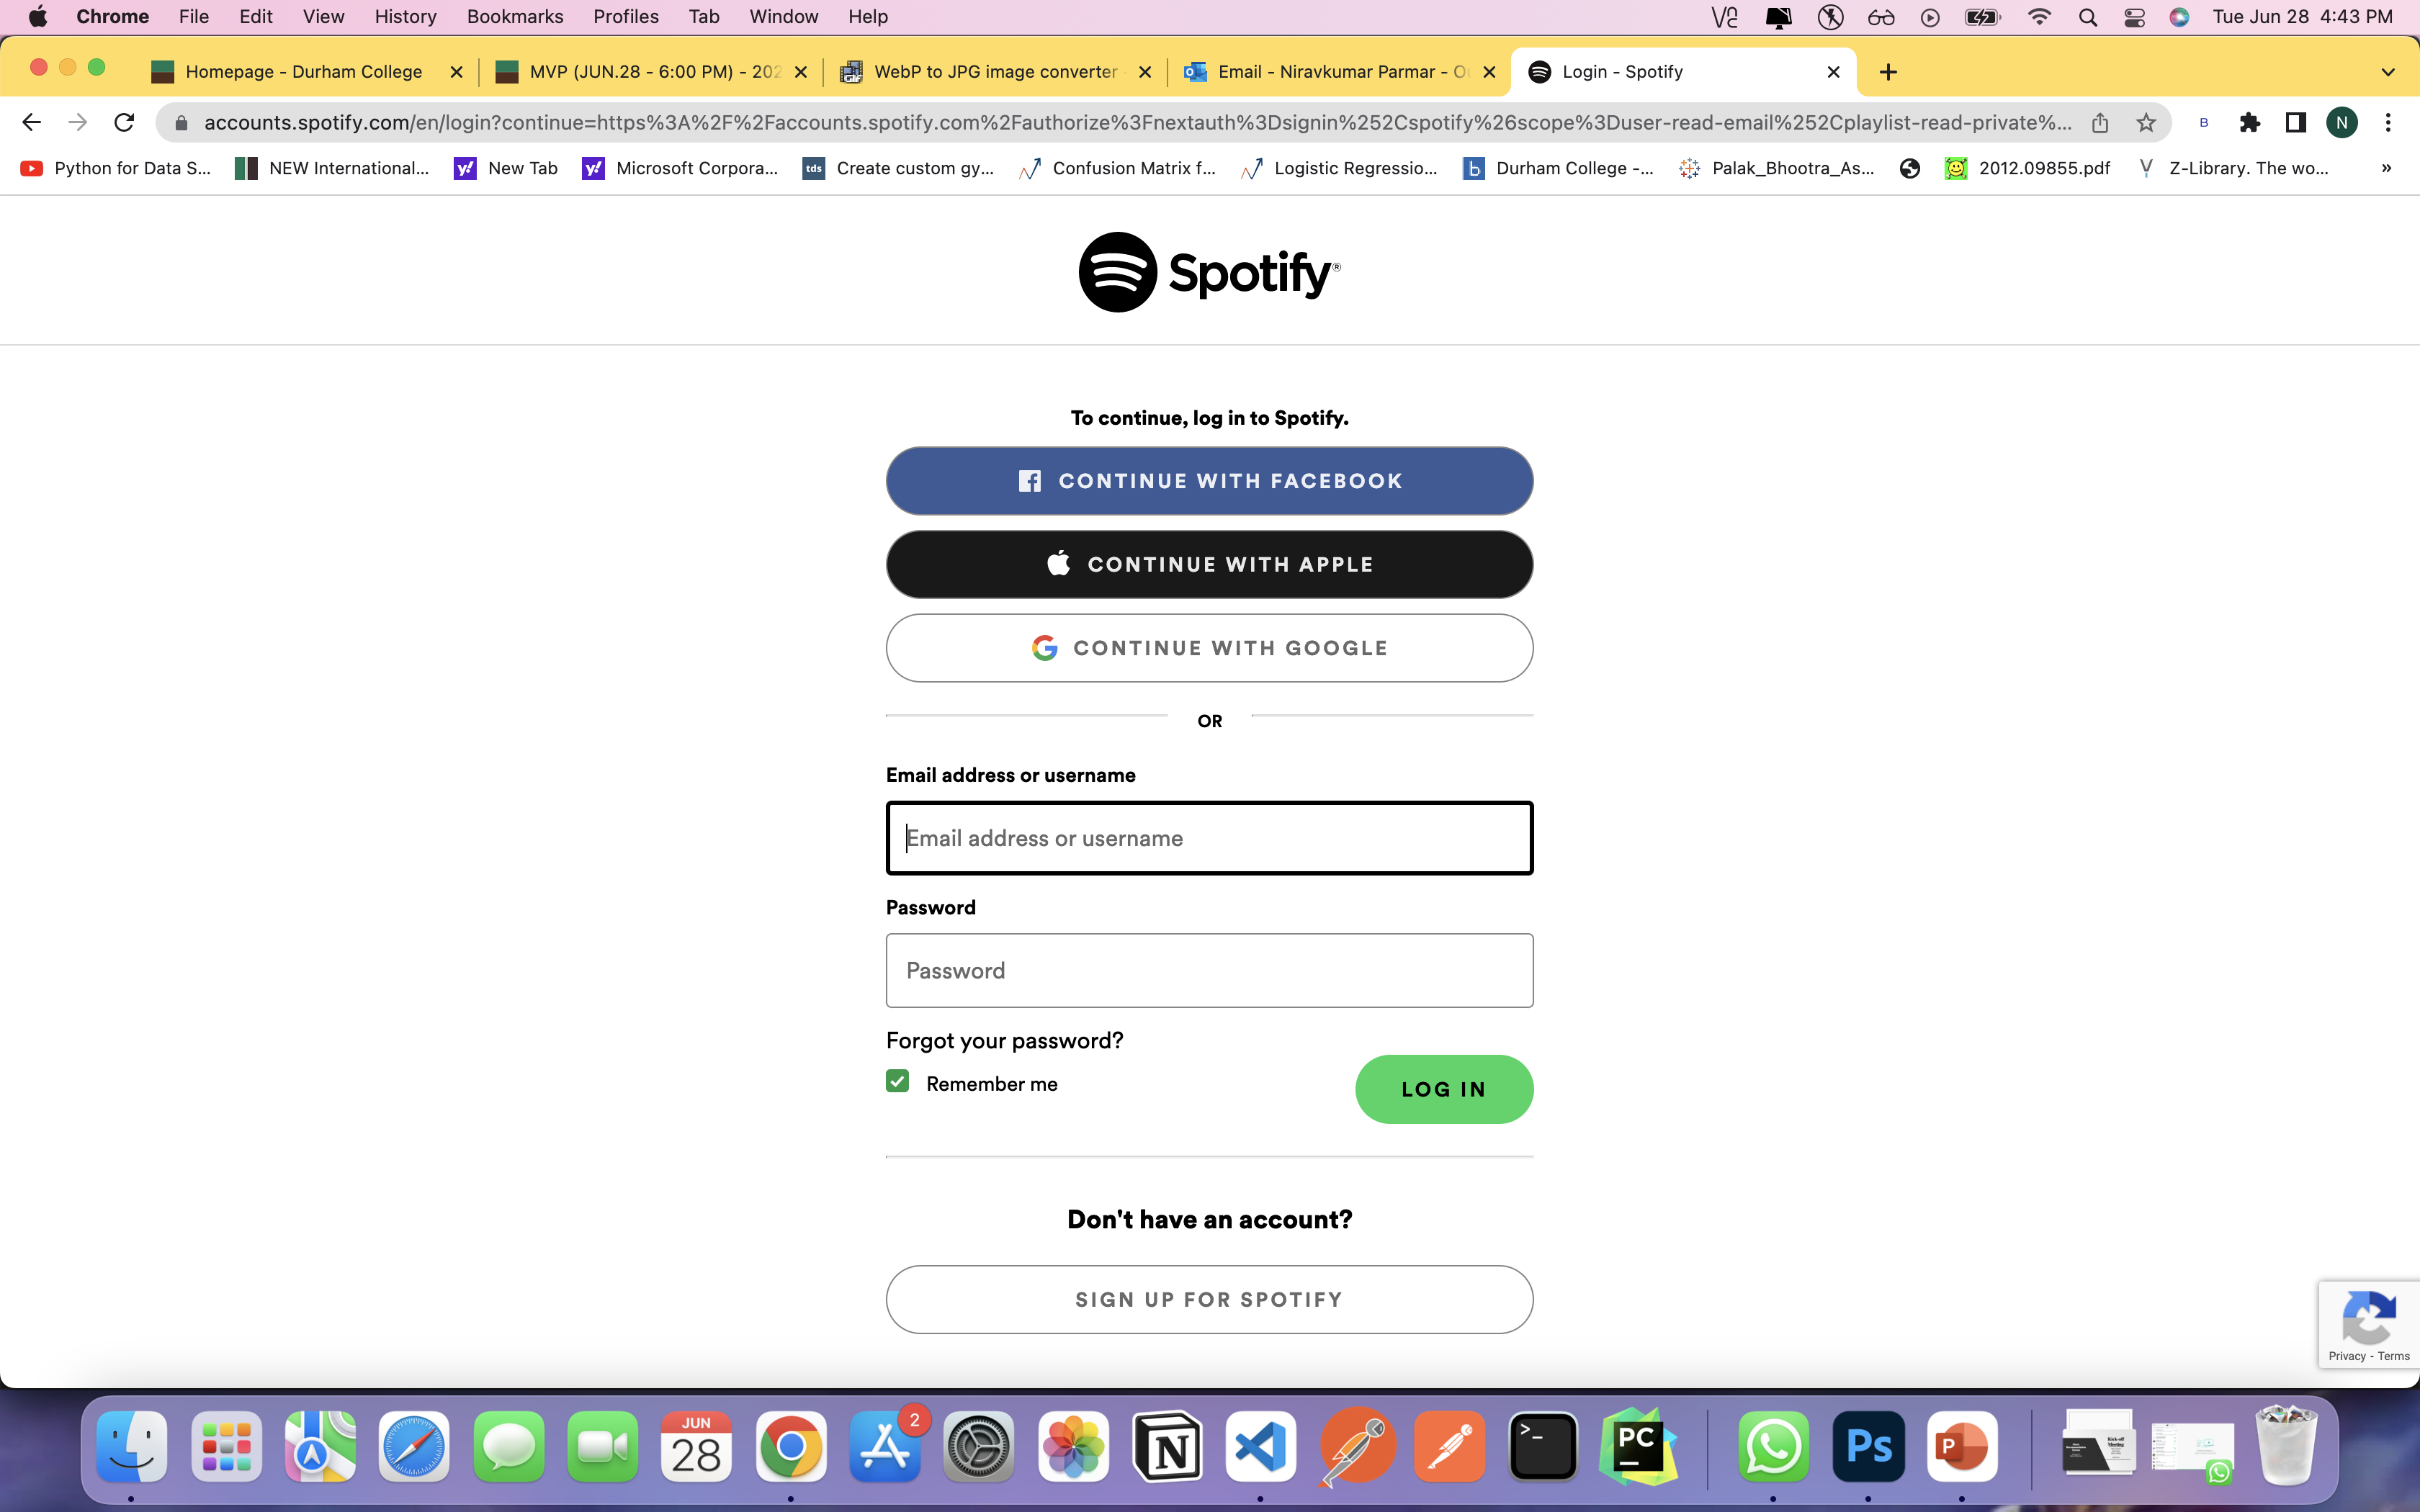 Chrome File Edit View History Bookmarks Profiles Tab Window Help Tue Jun 28 4:43 PM
Homepage - Durham College MVP (JUN.28 - 6:00 PM) - 202 WebP to JPG image converter Email - Niravkumar Parmar - O Login - Spotify
accounts.spotify.com/en/login?continue=https%3A%2F%2Faccounts.spotify.com%2Fauthorize%3Fnextauth%3Dsignin%252Cspotify%26scope%3Duser-read-email%252Cplaylist-read-private%... B N
Python for Data S... NEW International... y! New Tab y! Microsoft Corpora... tds Create custom gy... Confusion Matrix f... Logistic Regressio... b Durham College -... Palak_Bhootra_As... 2012.09855.pdf Z-Library. The wo... »
Spotify®
To continue, log in to Spotify.
CONTINUE WITH FACEBOOK
CONTINUE WITH APPLE
CONTINUE WITH GOOGLE
OR
Email address or username
Email address or username
Password
Password
Forgot your password?
Remember me
LOG IN
Don't have an account?
SIGN UP FOR SPOTIFY
Privacy - Terms
JUN
28
2
N
>_
PC
Ps
P
Kick-off
Meeting